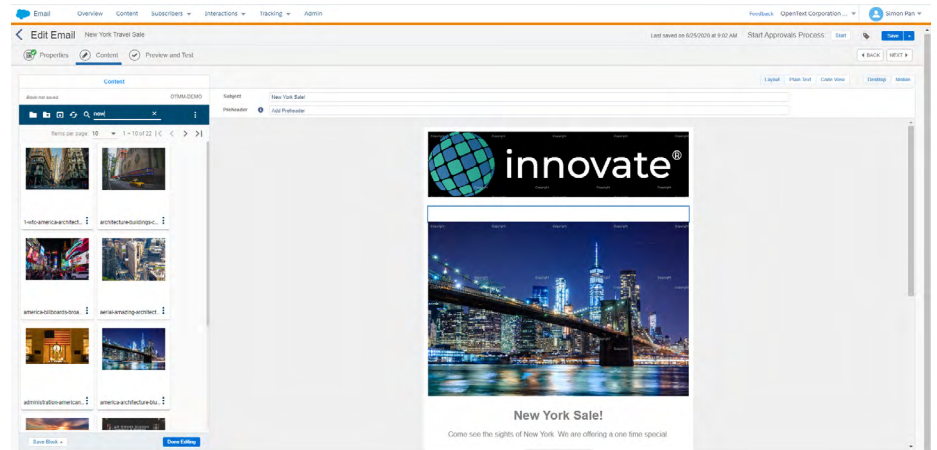 Email Overview Content Subscribers Interactions Tracking Admin Feedback OpenText Corporation ... Simon Pan
Edit Email New York Travel Sale Last saved on 6/25/2020 at 9:02 AM Start Approvals Process: Start Save
Properties Content Preview and Test BACK NEXT
Content Layout Plain Text Code View Desktop Mobile
Block not saved OTMM-DEMO
Subject New York Sale!
Preheader Add Preheader
new ×
Items per page: 10 1 – 10 of 22
innovate®
1-wtc-america-architect... architecture-buildings-c...
america-billboards-broa... aerial-amazing-architect...
administration-american... america-architecture-blu...
New York Sale!
Come see the sights of New York. We are offering a one time special
Save Block Done Editing